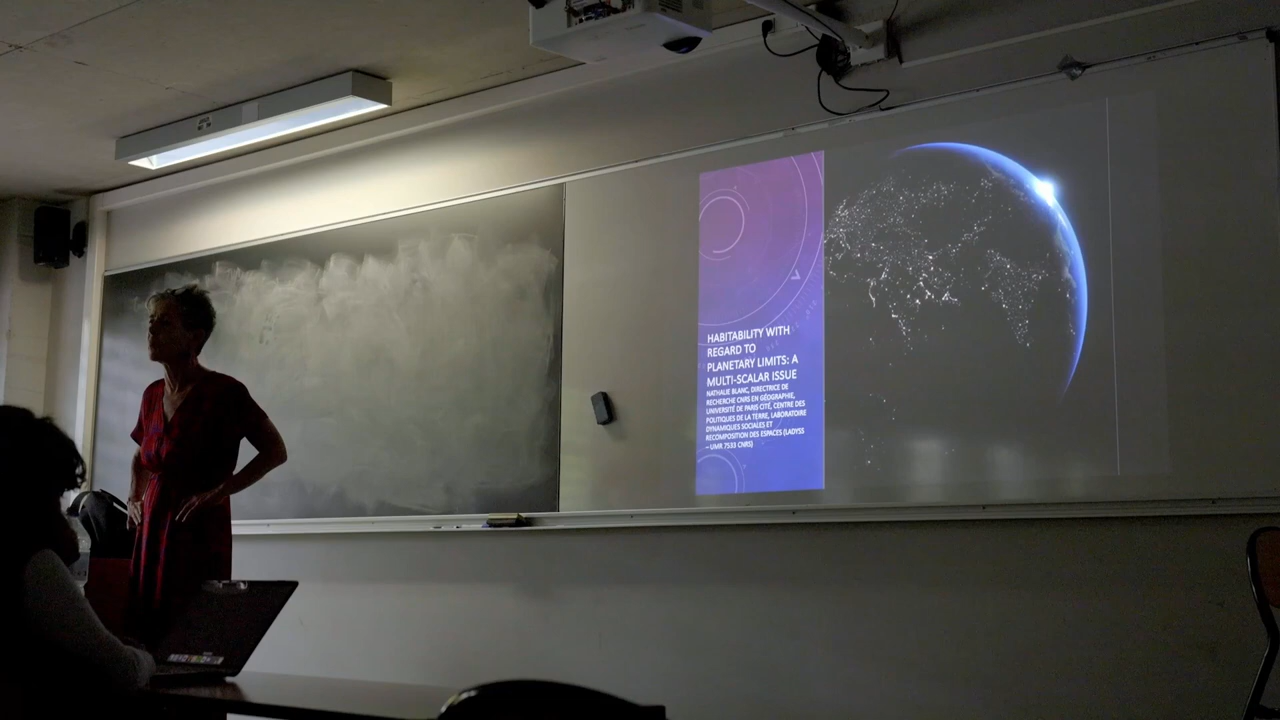 HABITABILITY WITH
REGARD TO
PLANETARY LIMITS: A
MULTI-SCALAR ISSUE
NATHALIE BLANC, DIRECTRICE DE
RECHERCHE CNRS EN GÉOGRAPHIE,
UNIVERSITÉ DE PARIS CITÉ, CENTRE DES
POLITIQUES DE LA TERRE, LABORATOIRE
DYNAMIQUES SOCIALES ET
RECOMPOSITION DES ESPACES (LADYSS
– UMR 7533 CNRS)